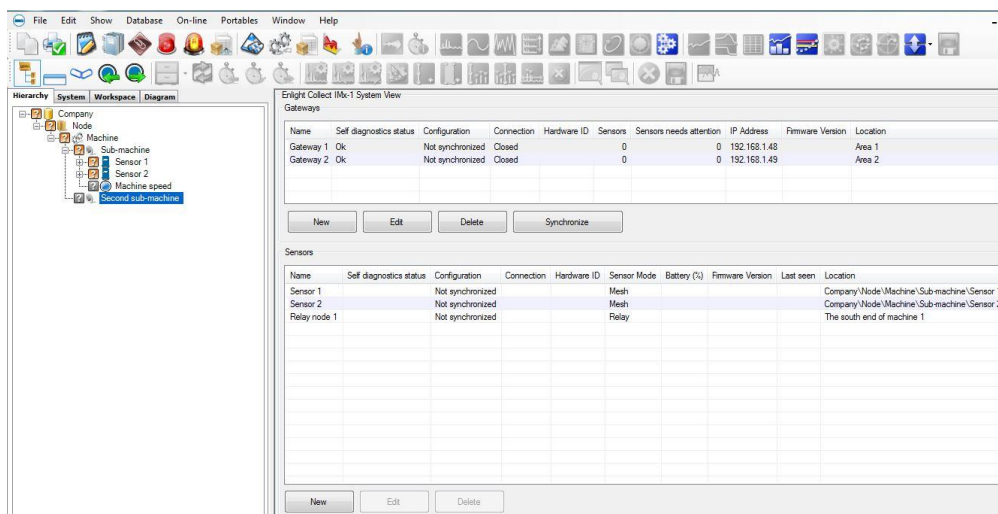 File Edit Show Database On-line Portables Window Help
Hierarchy System Workspace Diagram
Company
Node
Machine
Sub-machine
Sensor 1
Sensor 2
Machine speed
Second sub-machine
Enlight Collect IMx-1 System View
Gateways
Name Self diagnostics status Configuration Connection Hardware ID Sensors Sensors needs attention IP Address Firmware Version Location
Gateway 1 Ok Not synchronized Closed 0 0 192.168.1.48 Area 1
Gateway 2 Ok Not synchronized Closed 0 0 192.168.1.49 Area 2
New Edit Delete Synchronize
Sensors
Name Self diagnostics status Configuration Connection Hardware ID Sensor Mode Battery (%) Firmware Version Last seen Location
Sensor 1 Not synchronized Mesh Company\Node\Machine\Sub-machine\Sensor
Sensor 2 Not synchronized Mesh Company\Node\Machine\Sub-machine\Sensor
Relay node 1 Not synchronized Relay The south end of machine 1
New Edit Delete